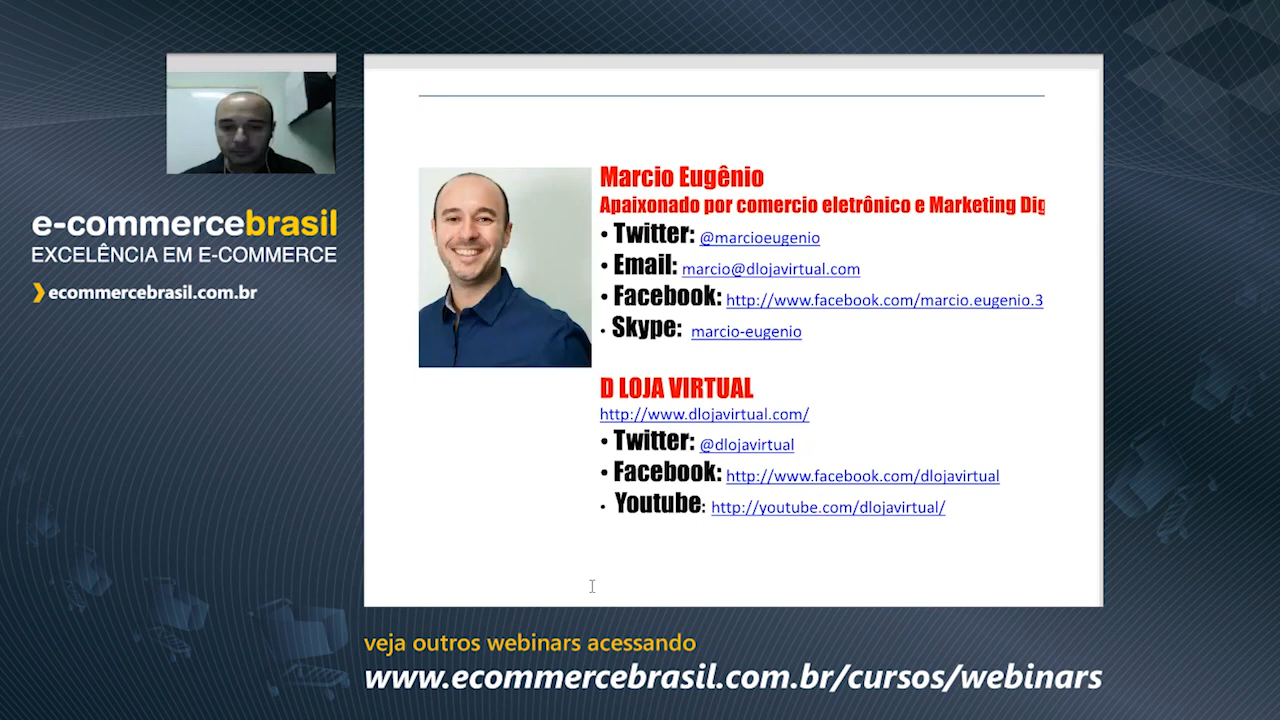 e-commercebrasil
EXCELÊNCIA EM E-COMMERCE
ecommercebrasil.com.br
Marcio Eugênio
Apaixonado por comercio eletrônico e Marketing Dig
• Twitter: @marcioeugenio
• Email: marcio@dlojavirtual.com
• Facebook: http://www.facebook.com/marcio.eugenio.3
• Skype: marcio-eugenio
D LOJA VIRTUAL
http://www.dlojavirtual.com/
• Twitter: @dlojavirtual
• Facebook: http://www.facebook.com/dlojavirtual
• Youtube: http://youtube.com/dlojavirtual/
veja outros webinars acessando
www.ecommercebrasil.com.br/cursos/webinars